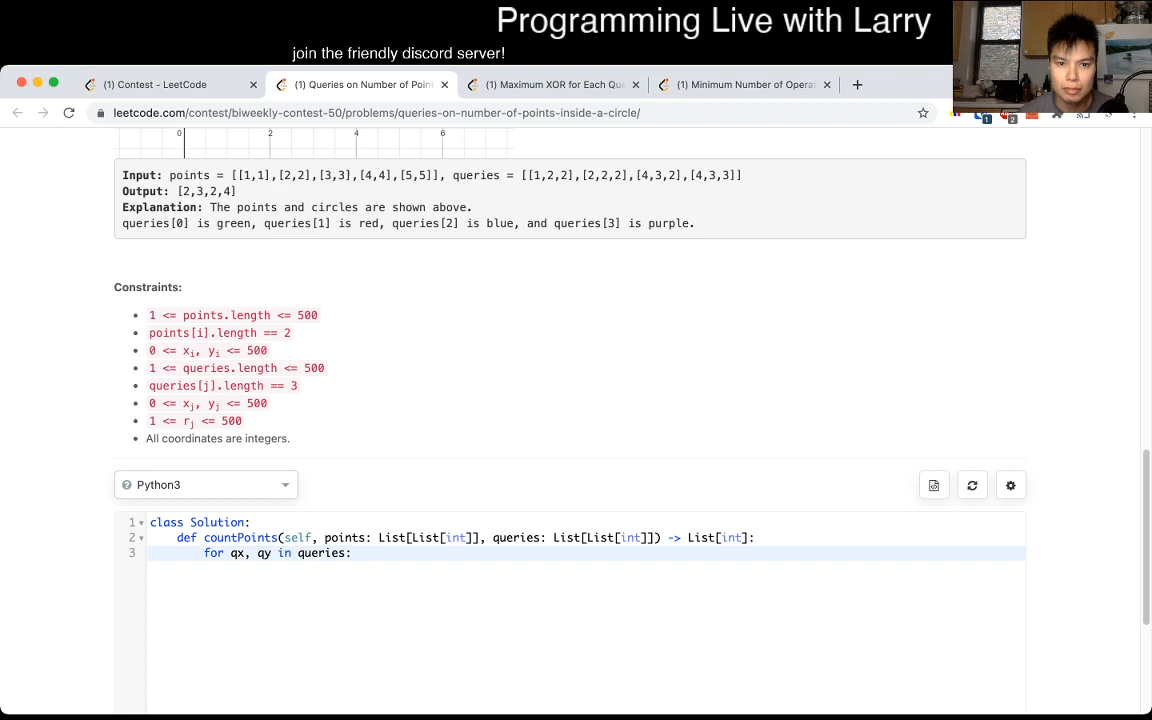 Programming Live with Larry
join the friendly discord server!
(1) Contest - LeetCode
(1) Queries on Number of Poin
(1) Maximum XOR for Each Que
(1) Minimum Number of Operat
leetcode.com/contest/biweekly-contest-50/problems/queries-on-number-of-points-inside-a-circle/
1
2
0
2
4
6
Input: points = [[1,1],[2,2],[3,3],[4,4],[5,5]], queries = [[1,2,2],[2,2,2],[4,3,2],[4,3,3]]
Output: [2,3,2,4]
Explanation: The points and circles are shown above.
queries[0] is green, queries[1] is red, queries[2] is blue, and queries[3] is purple.
Constraints:
1 <= points.length <= 500
points[i].length == 2
0 <= xi, yi <= 500
1 <= queries.length <= 500
queries[j].length == 3
0 <= xj, yj <= 500
1 <= rj <= 500
All coordinates are integers.
Python3
1 class Solution:
2 def countPoints(self, points: List[List[int]], queries: List[List[int]]) -> List[int]:
3 for qx, qy in queries: